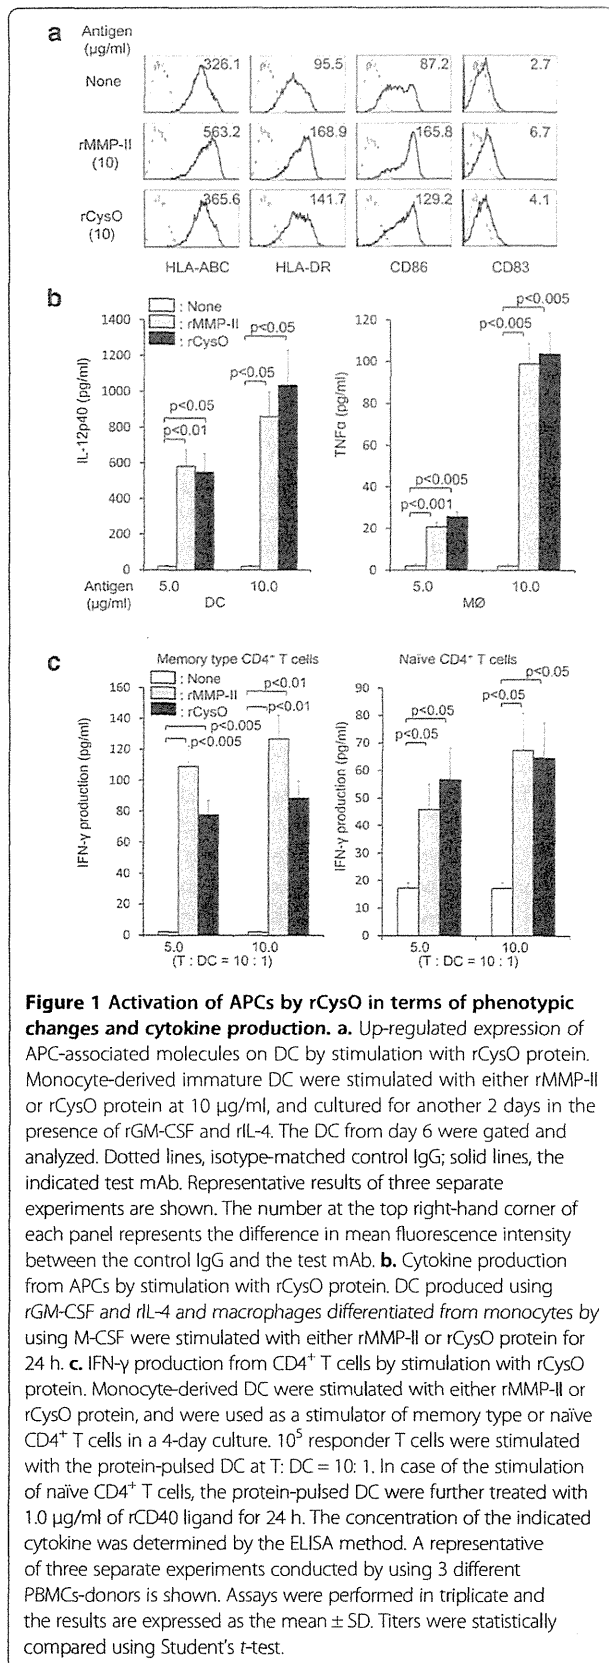 a
Antigen
(µg/ml)
None
326.1
95.5
87.2
2.7
rMMP-II
(10)
563.2
168.9
165.8
6.7
rCysO
(10)
365.6
141.7
129.2
4.1
HLA-ABC
HLA-DR
CD86
CD83
b
: None
: rMMP-II
: rCysO
1400
1200
1000
800
600
400
200
0
IL-12p40 (pg/ml)
p<0.05
p<0.01
p<0.05
p<0.05
Antigen
(µg/ml)
5.0
10.0
DC
120
100
80
60
40
20
0
TNFα (pg/ml)
p<0.005
p<0.001
p<0.005
p<0.005
5.0
10.0
MØ
c
Memory type CD4⁺ T cells
: None
: rMMP-II
: rCysO
160
140
120
100
80
60
40
20
0
IFN-γ production (pg/ml)
p<0.005
p<0.005
p<0.01
p<0.01
5.0
10.0
(T : DC = 10 : 1)
Naïve CD4⁺ T cells
90
80
70
60
50
40
30
20
10
0
IFN-γ production (pg/ml)
p<0.05
p<0.05
p<0.05
p<0.05
5.0
10.0
(T : DC = 10 : 1)
Figure 1 Activation of APCs by rCysO in terms of phenotypic
changes and cytokine production. a. Up-regulated expression of
APC-associated molecules on DC by stimulation with rCysO protein.
Monocyte-derived immature DC were stimulated with either rMMP-II
or rCysO protein at 10 µg/ml, and cultured for another 2 days in the
presence of rGM-CSF and rIL-4. The DC from day 6 were gated and
analyzed. Dotted lines, isotype-matched control IgG; solid lines, the
indicated test mAb. Representative results of three separate
experiments are shown. The number at the top right-hand corner of
each panel represents the difference in mean fluorescence intensity
between the control IgG and the test mAb. b. Cytokine production
from APCs by stimulation with rCysO protein. DC produced using
rGM-CSF and rIL-4 and macrophages differentiated from monocytes by
using M-CSF were stimulated with either rMMP-II or rCysO protein for
24 h. c. IFN-γ production from CD4⁺ T cells by stimulation with rCysO
protein. Monocyte-derived DC were stimulated with either rMMP-II or
rCysO protein, and were used as a stimulator of memory type or naïve
CD4⁺ T cells in a 4-day culture. 10⁵ responder T cells were stimulated
with the protein-pulsed DC at T: DC = 10: 1. In case of the stimulation
of naïve CD4⁺ T cells, the protein-pulsed DC were further treated with
1.0 µg/ml of rCD40 ligand for 24 h. The concentration of the indicated
cytokine was determined by the ELISA method. A representative
of three separate experiments conducted by using 3 different
PBMCs-donors is shown. Assays were performed in triplicate and
the results are expressed as the mean ± SD. Titers were statistically
compared using Student's t-test.